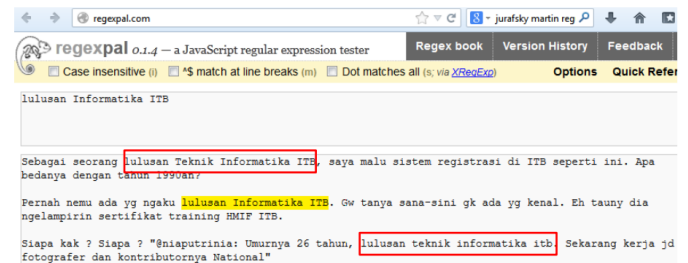 regexpal.com
jurafsky martin reg
regexpal 0.1.4 — a JavaScript regular expression tester
Regex book Version History Feedback
Case insensitive (i) ^$ match at line breaks (m) Dot matches all (s; via XRegExp) Options Quick Refer
lulusan Informatika ITB
Sebagai seorang lulusan Teknik Informatika ITB, saya malu sistem registrasi di ITB seperti ini. Apa
bedanya dengan tahun 1990an?
Pernah nemu ada yg ngaku lulusan Informatika ITB. Gw tanya sana-sini gk ada yg kenal. Eh tauny dia
ngelampirin sertifikat training HMIF ITB.
Siapa kak ? Siapa ? "@niaputrinia: Umurnya 26 tahun, lulusan teknik informatika itb. Sekarang kerja jd
fotografer dan kontributornya National"